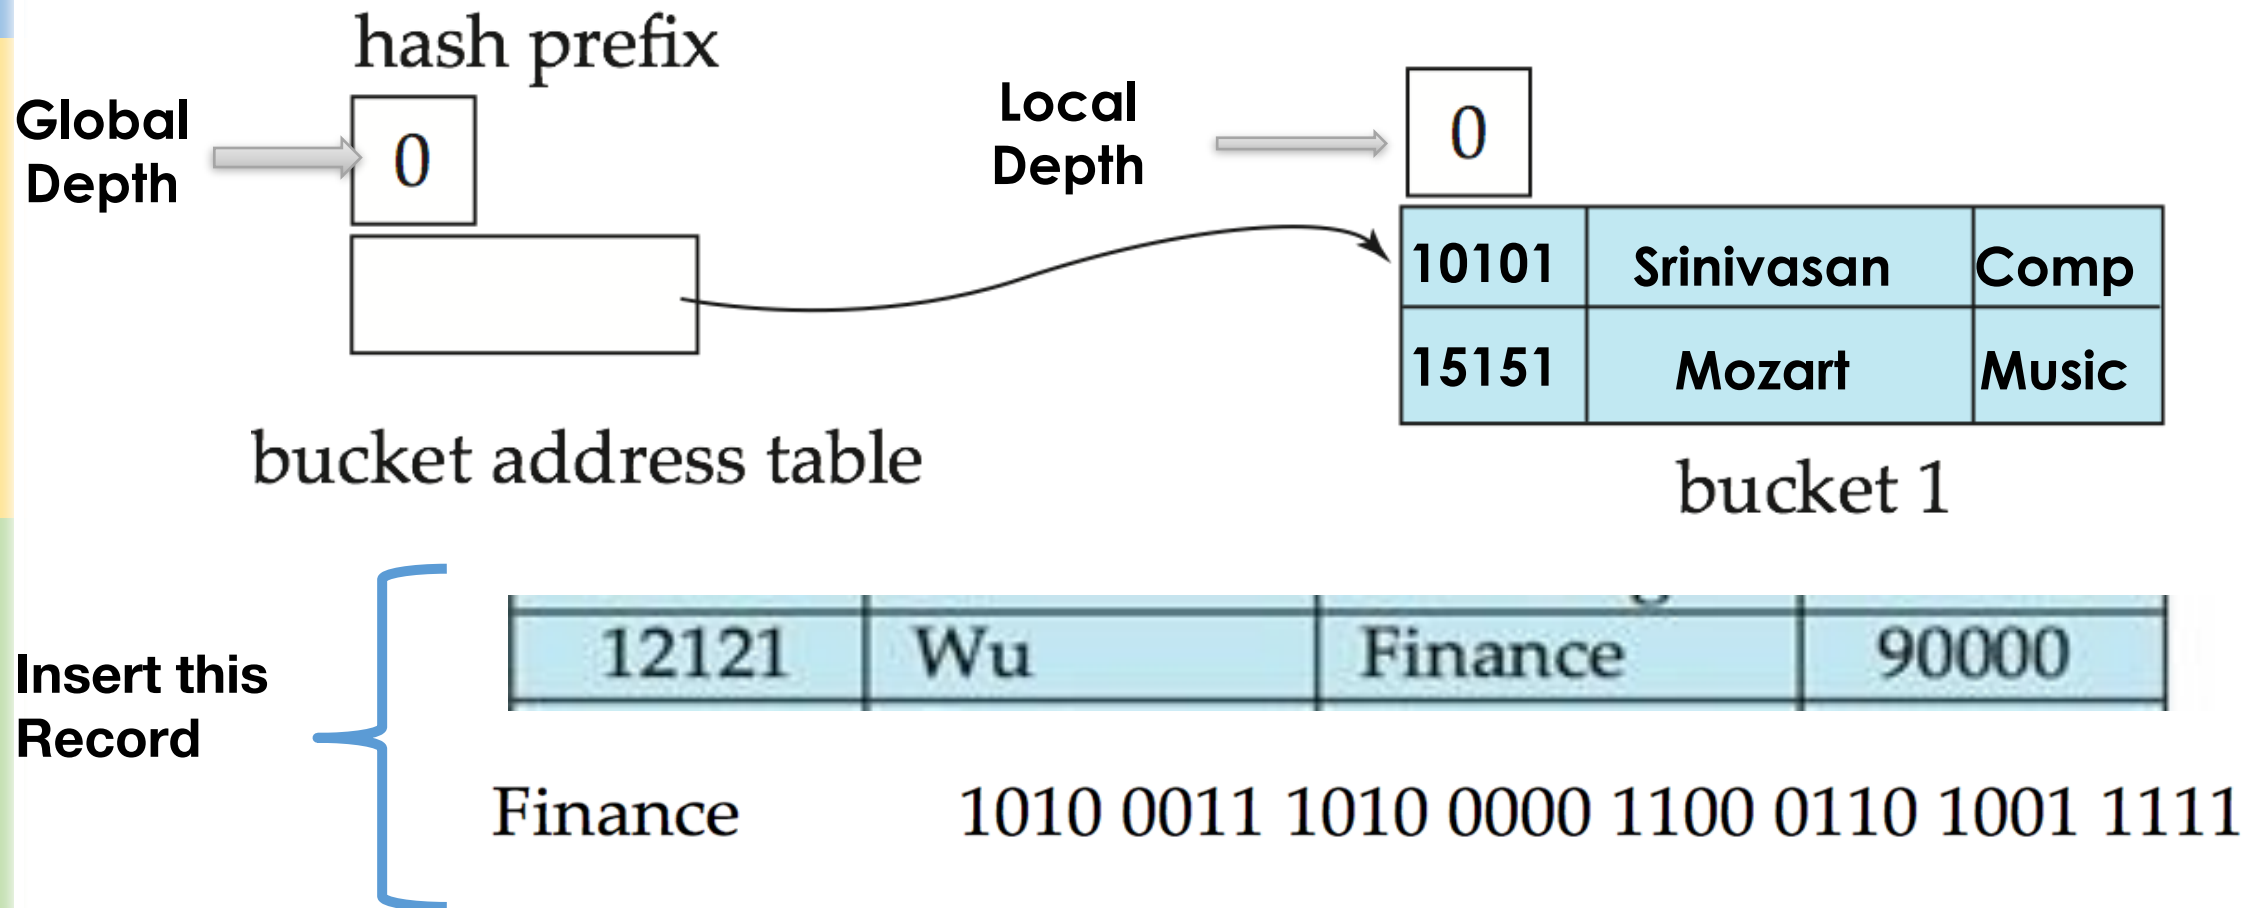 hash prefix
Global
Depth
0
Local
Depth
0
10101 Srinivasan Comp
15151 Mozart Music
bucket address table
bucket 1
Insert this
Record
12121 Wu Finance 90000
Finance 1010 0011 1010 0000 1100 0110 1001 1111